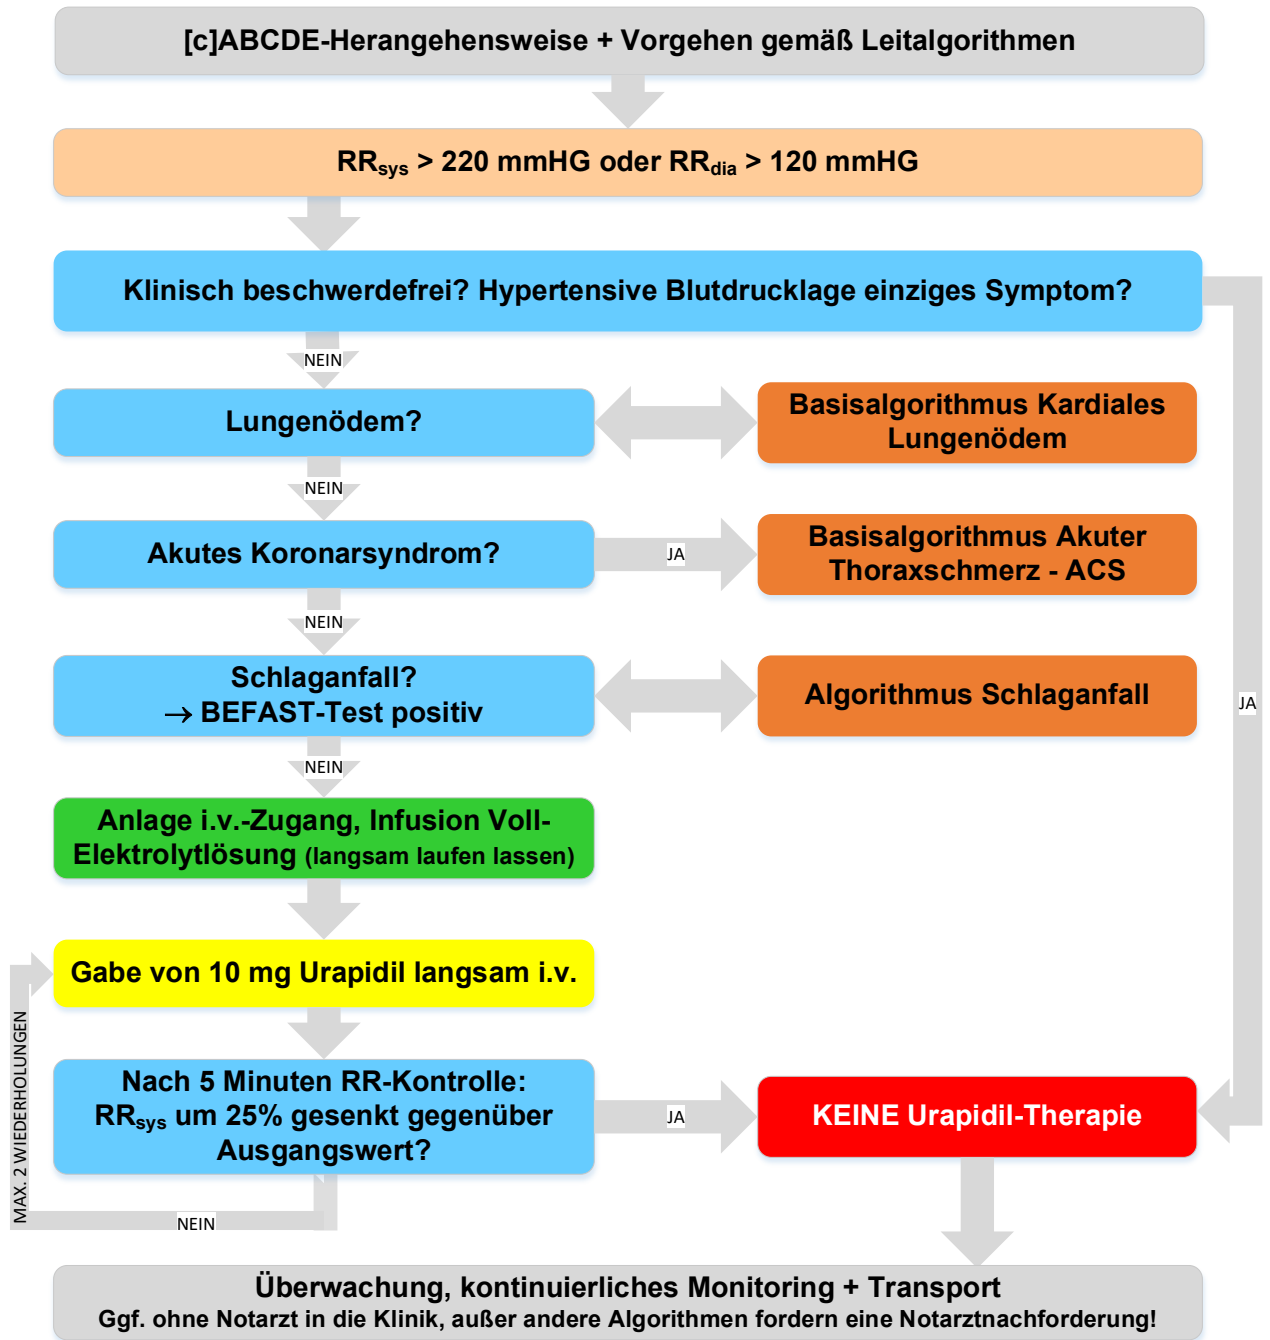 [c]ABCDE-Herangehensweise + Vorgehen gemäß Leitalgorithmen
RRsys > 220 mmHG oder RRdia > 120 mmHG
Klinisch beschwerdefrei? Hypertensive Blutdrucklage einziges Symptom?
NEIN
Lungenödem?
Basisalgorithmus Kardiales
Lungenödem
NEIN
Akutes Koronarsyndrom?
JA
Basisalgorithmus Akuter
Thoraxschmerz - ACS
NEIN
Schlaganfall?
→ BEFAST-Test positiv
Algorithmus Schlaganfall
JA
NEIN
Anlage i.v.-Zugang, Infusion Voll-
Elektrolytlösung (langsam laufen lassen)
Gabe von 10 mg Urapidil langsam i.v.
MAX. 2 WIEDERHOLUNGEN
Nach 5 Minuten RR-Kontrolle:
RRsys um 25% gesenkt gegenüber
Ausgangswert?
JA
KEINE Urapidil-Therapie
NEIN
Überwachung, kontinuierliches Monitoring + Transport
Ggf. ohne Notarzt in die Klinik, außer andere Algorithmen fordern eine Notarztnachforderung!